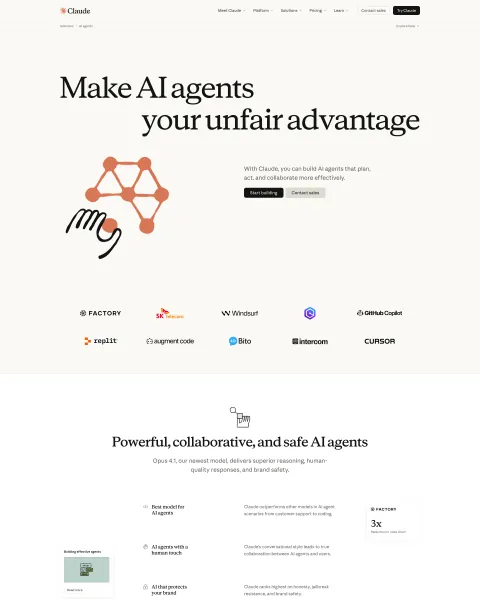 Claude
Meet Claude Platform Solutions Pricing Learn Contact sales Try Claude
Solutions / AI agents
Make AI agents
your unfair advantage
With Claude, you can build AI agents that plan,
act, and collaborate more effectively.
Start building Contact sales
FACTORY SK telecom Windsurf GitHub Copilot
replit augment code Bito intercom CURSOR
Powerful, collaborative, and safe AI agents
Opus 4.1, our newest model, delivers superior reasoning, human-
quality responses, and brand safety.
Best model for
AI agents
Claude outperforms other models in AI agent
scenarios from customer support to coding.
FACTORY
3x
AI agents with a
human touch
Claude's conversational style leads to true
collaboration between AI agents and users.
Building effective agents
Read more
AI that protects
your brand
Claude ranks highest on honesty, jailbreak
resistance, and brand safety.